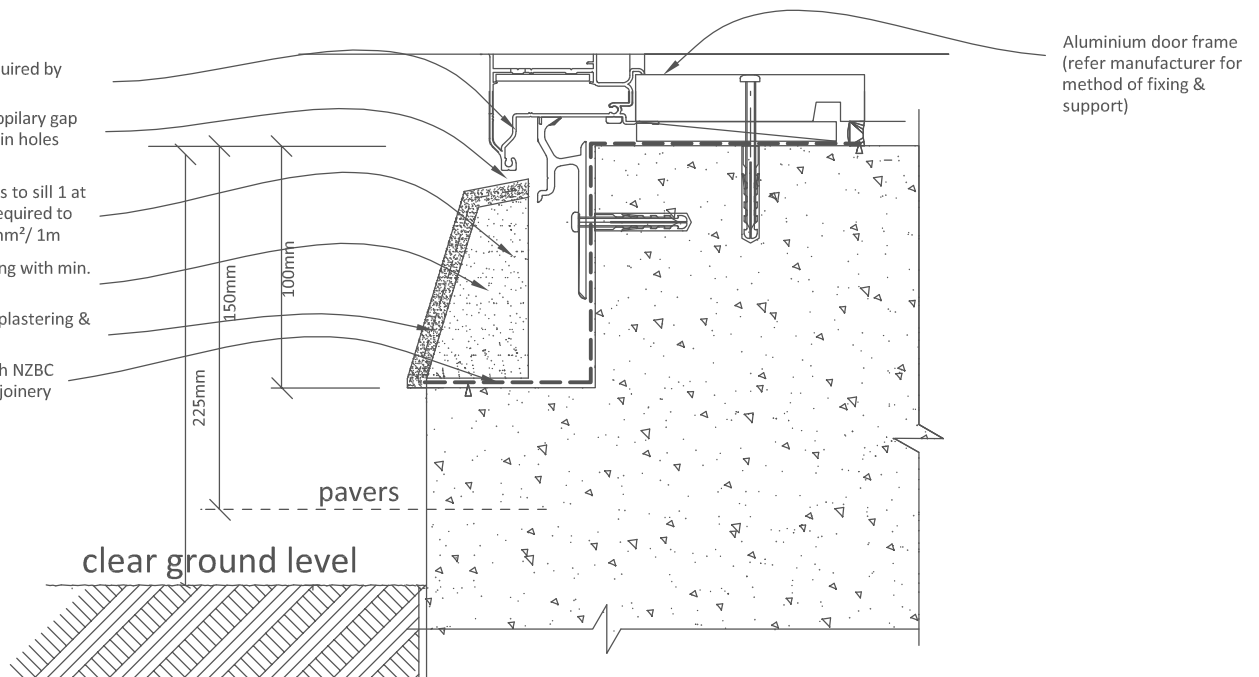 uired by
pilary gap
in holes
s to sill 1 at
equired to
mm²/ 1m
ng with min.
plastering &
h NZBC
joinery
Aluminium door frame
(refer manufacturer for
method of fixing &
support)
100mm
150mm
225mm
pavers
clear ground level